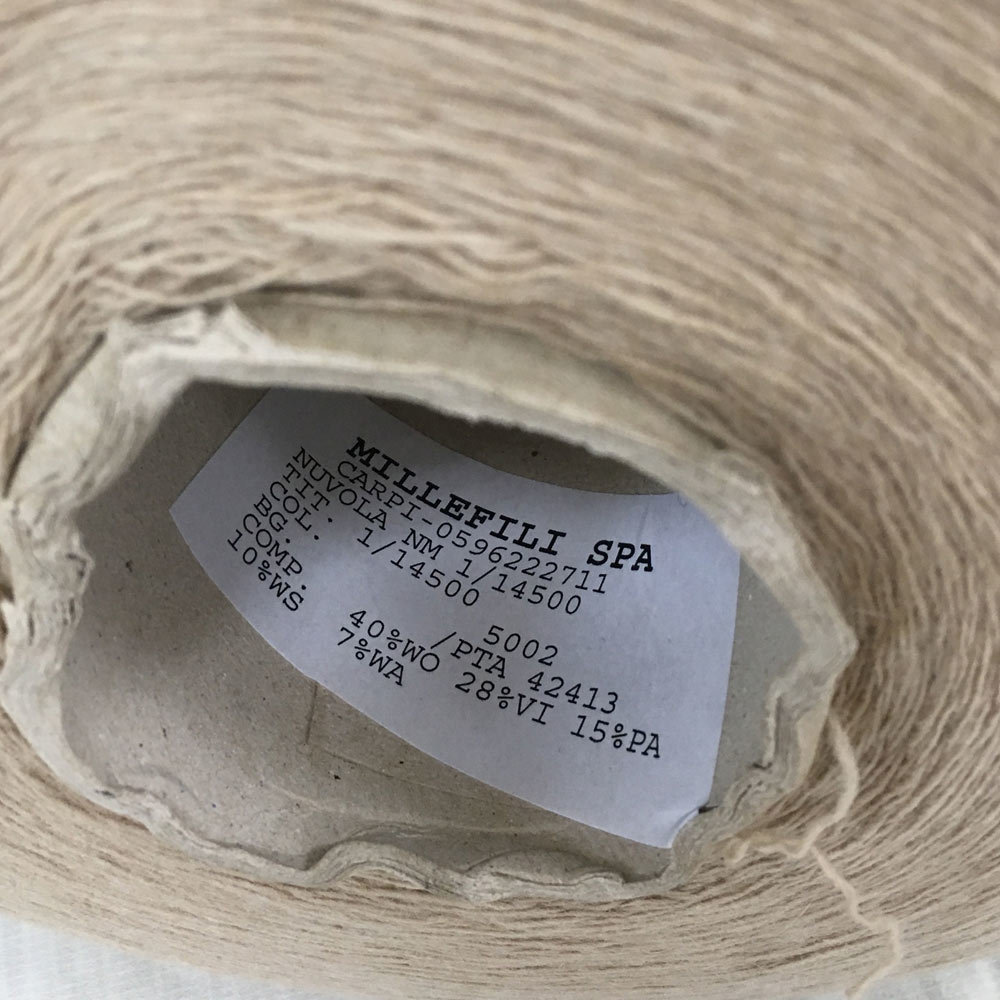 MILLEFILI SPA
CARPI-0596222711
NUVOLA NM 1/14500
TIT. 1/14500
COL. 5002
BG. /PTA 42413
COMP. 40%WO 28%VI 15%PA
10%WS 7%WA